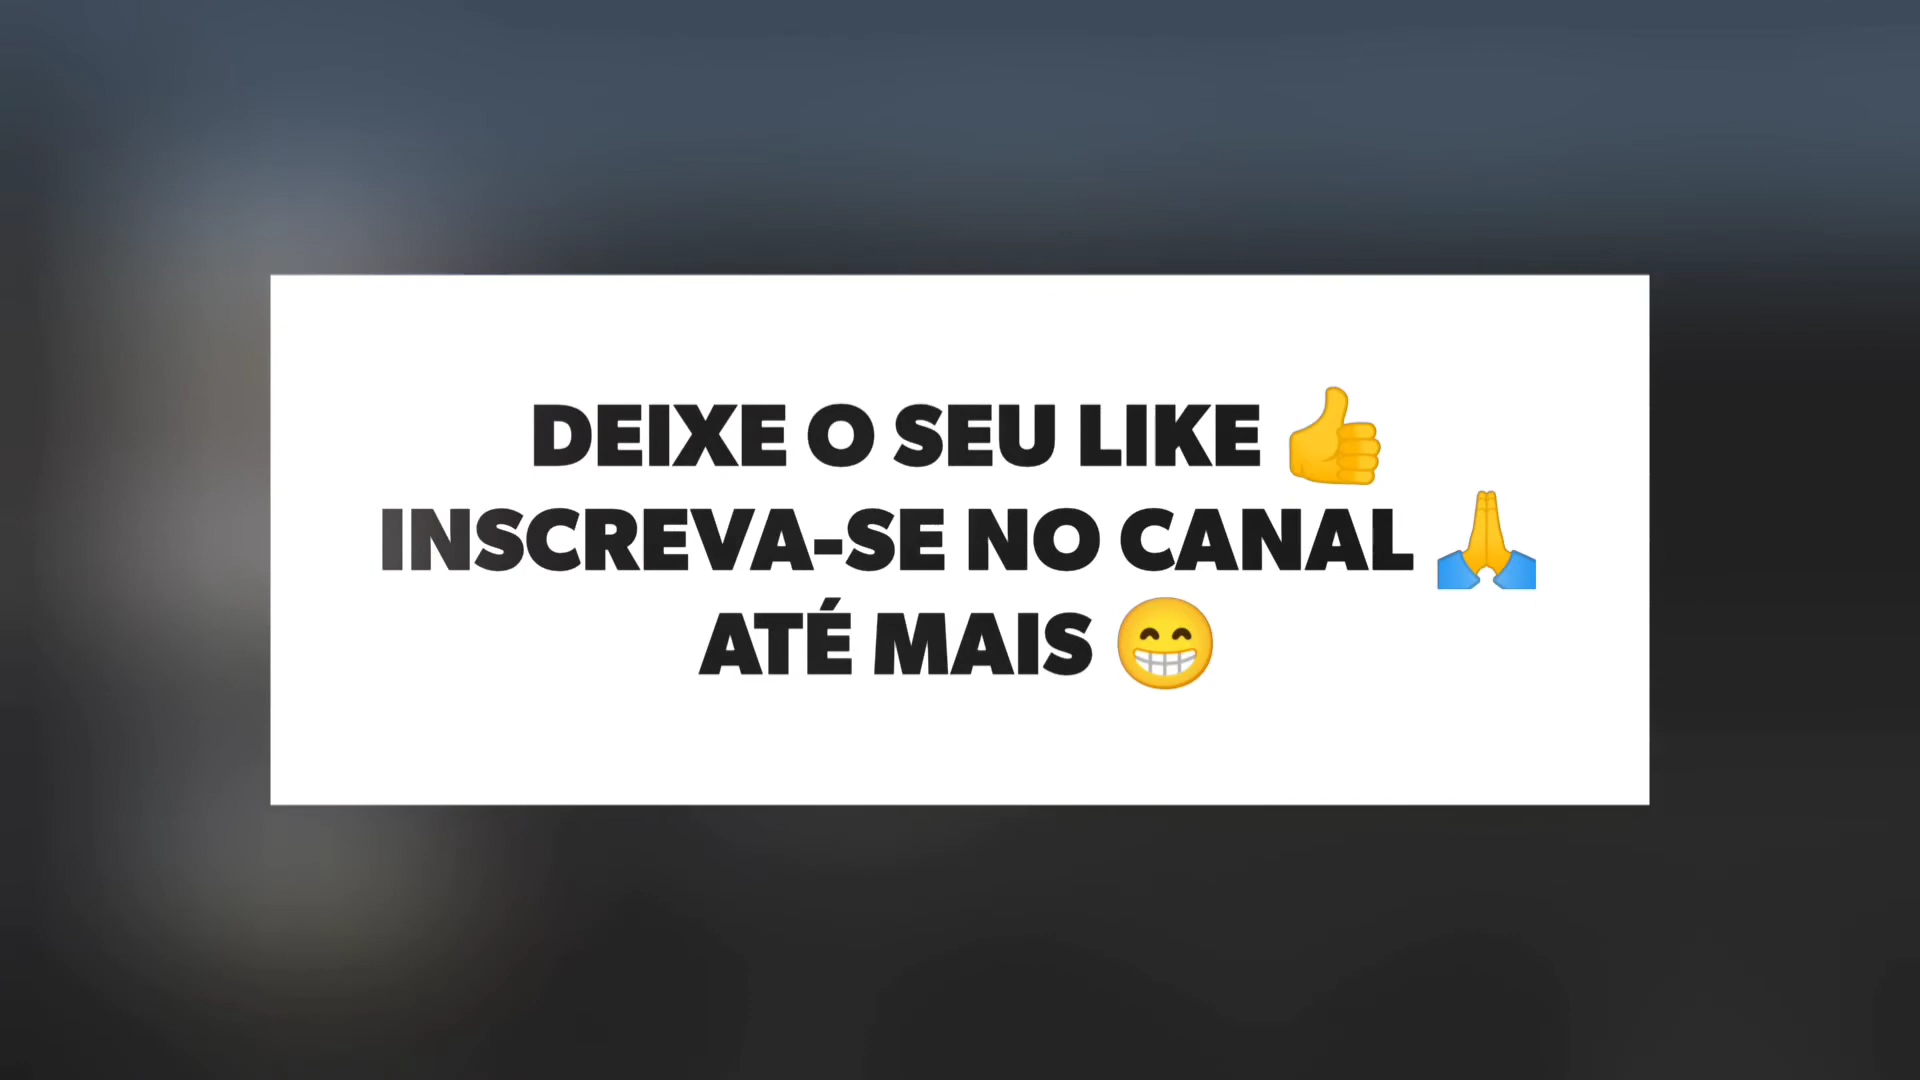 DEIXE O SEU LIKE 👍
INSCREVA-SE NO CANAL 🙏
ATÉ MAIS 😁